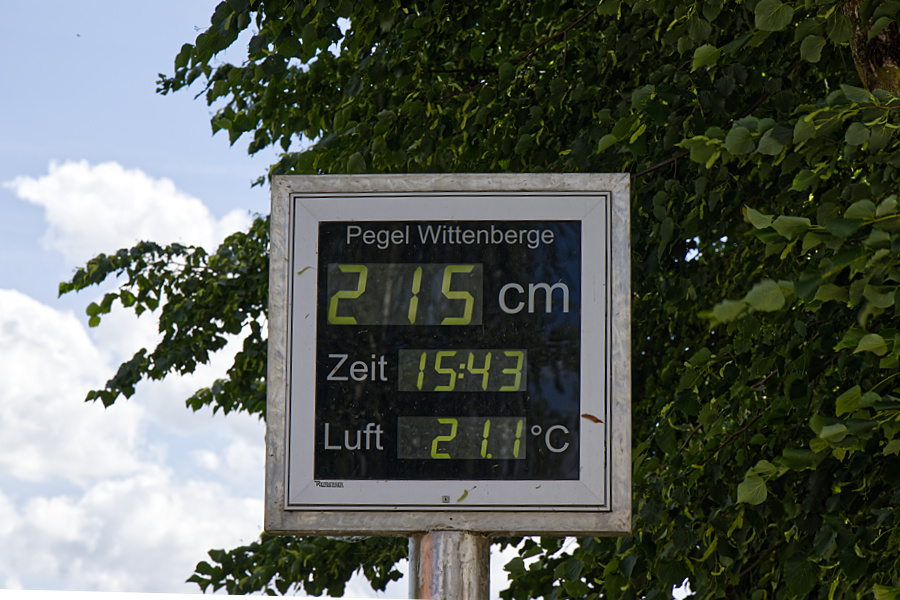 Pegel Wittenberge
215 cm
Zeit 15:43
Luft 21.1 °C